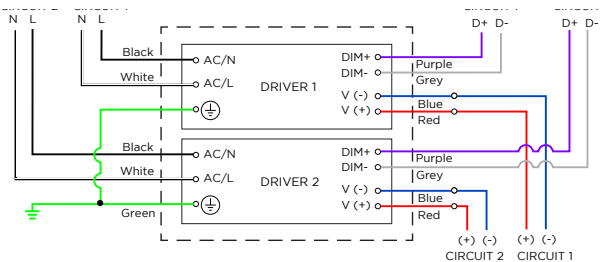 N L N L
D+ D- D+ D-
Black
AC/N
White
AC/L
DRIVER 1
DIM+
DIM-
Purple
Grey
V (-)
V (+)
Blue
Red
Black
AC/N
White
AC/L
Green
DRIVER 2
DIM+
DIM-
Purple
Grey
V (-)
V (+)
Blue
Red
(+) (-) (+) (-)
CIRCUIT 2 CIRCUIT 1